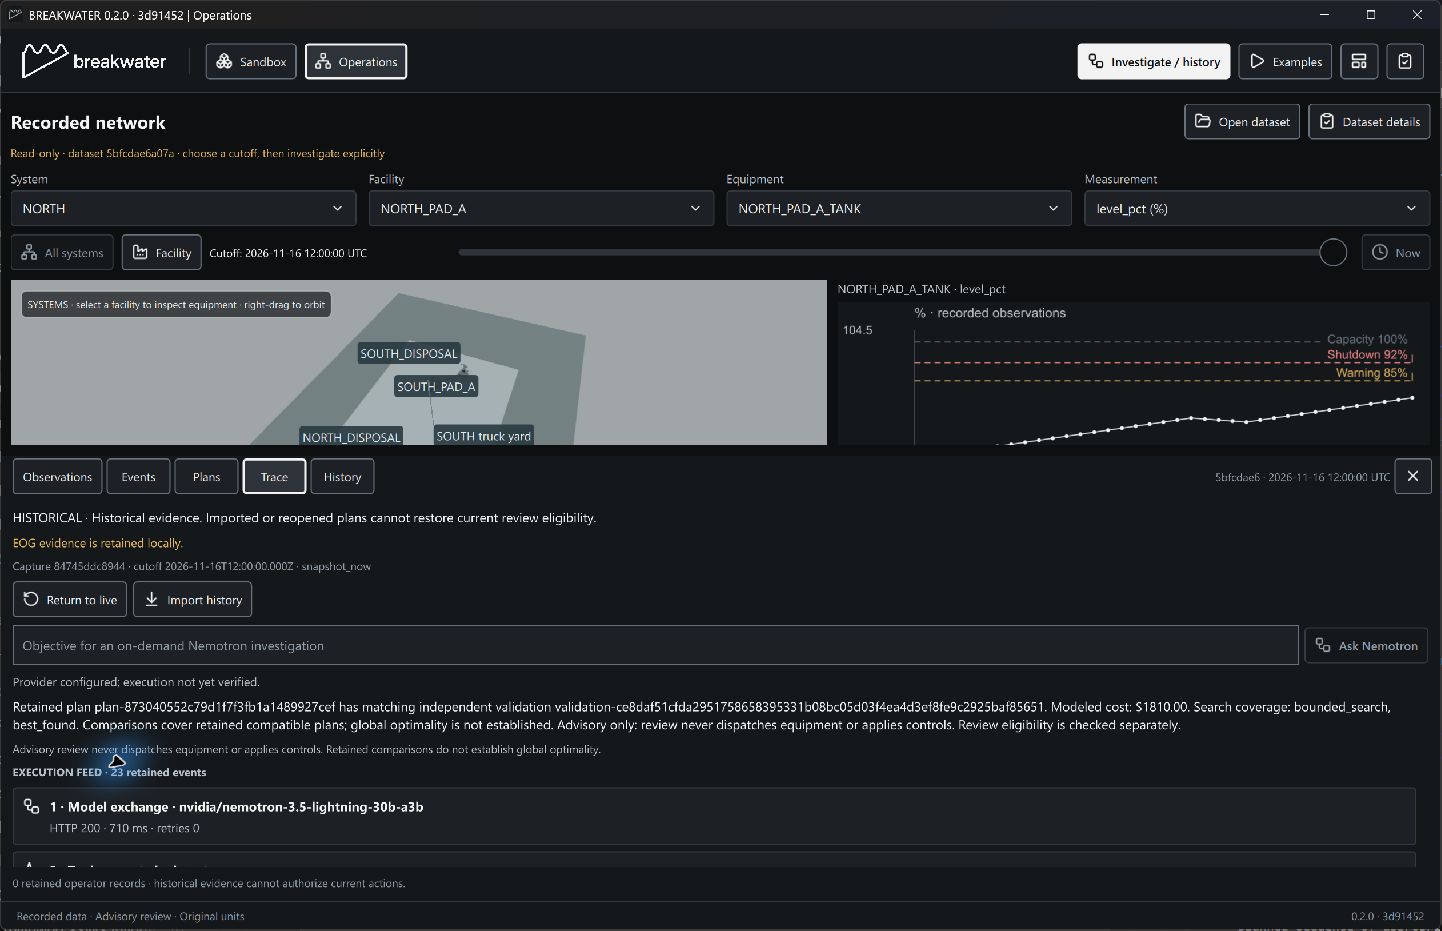 BREAKWATER 0.2.0 · 3d91452 | Operations
breakwater
Sandbox
Operations
Investigate / history
Examples
Recorded network
Open dataset
Dataset details
Read-only · dataset 5bfcdae6a07a · choose a cutoff, then investigate explicitly
System
Facility
Equipment
Measurement
NORTH
NORTH_PAD_A
NORTH_PAD_A_TANK
level_pct (%)
All systems
Facility
Cutoff: 2026-11-16 12:00:00 UTC
Now
SYSTEMS · select a facility to inspect equipment · right-drag to orbit
SOUTH_DISPOSAL
SOUTH_PAD_A
NORTH_DISPOSAL
SOUTH truck yard
NORTH_PAD_A_TANK · level_pct
% · recorded observations
104.5
Capacity 100%
Shutdown 92%
Warning 85%
Observations
Events
Plans
Trace
History
5bfcdae6 · 2026-11-16 12:00:00 UTC
HISTORICAL · Historical evidence. Imported or reopened plans cannot restore current review eligibility.
EOG evidence is retained locally.
Capture 84745ddc8944 · cutoff 2026-11-16T12:00:00.000Z · snapshot_now
Return to live
Import history
Objective for an on-demand Nemotron investigation
Ask Nemotron
Provider configured; execution not yet verified.
Retained plan plan-873040552c79d1f7f3fb1a1489927cef has matching independent validation validation-ce8daf51cfda2951758658395331b08bc05d03f4ea4d3ef8fe9c2925baf85651. Modeled cost: $1810.00. Search coverage: bounded_search,
best_found. Comparisons cover retained compatible plans; global optimality is not established. Advisory only: review never dispatches equipment or applies controls. Review eligibility is checked separately.
Advisory review never dispatches equipment or applies controls. Retained comparisons do not establish global optimality.
EXECUTION FEED · 23 retained events
1 · Model exchange · nvidia/nemotron-3.5-lightning-30b-a3b
HTTP 200 · 710 ms · retries 0
0 retained operator records · historical evidence cannot authorize current actions.
Recorded data · Advisory review · Original units
0.2.0 · 3d91452